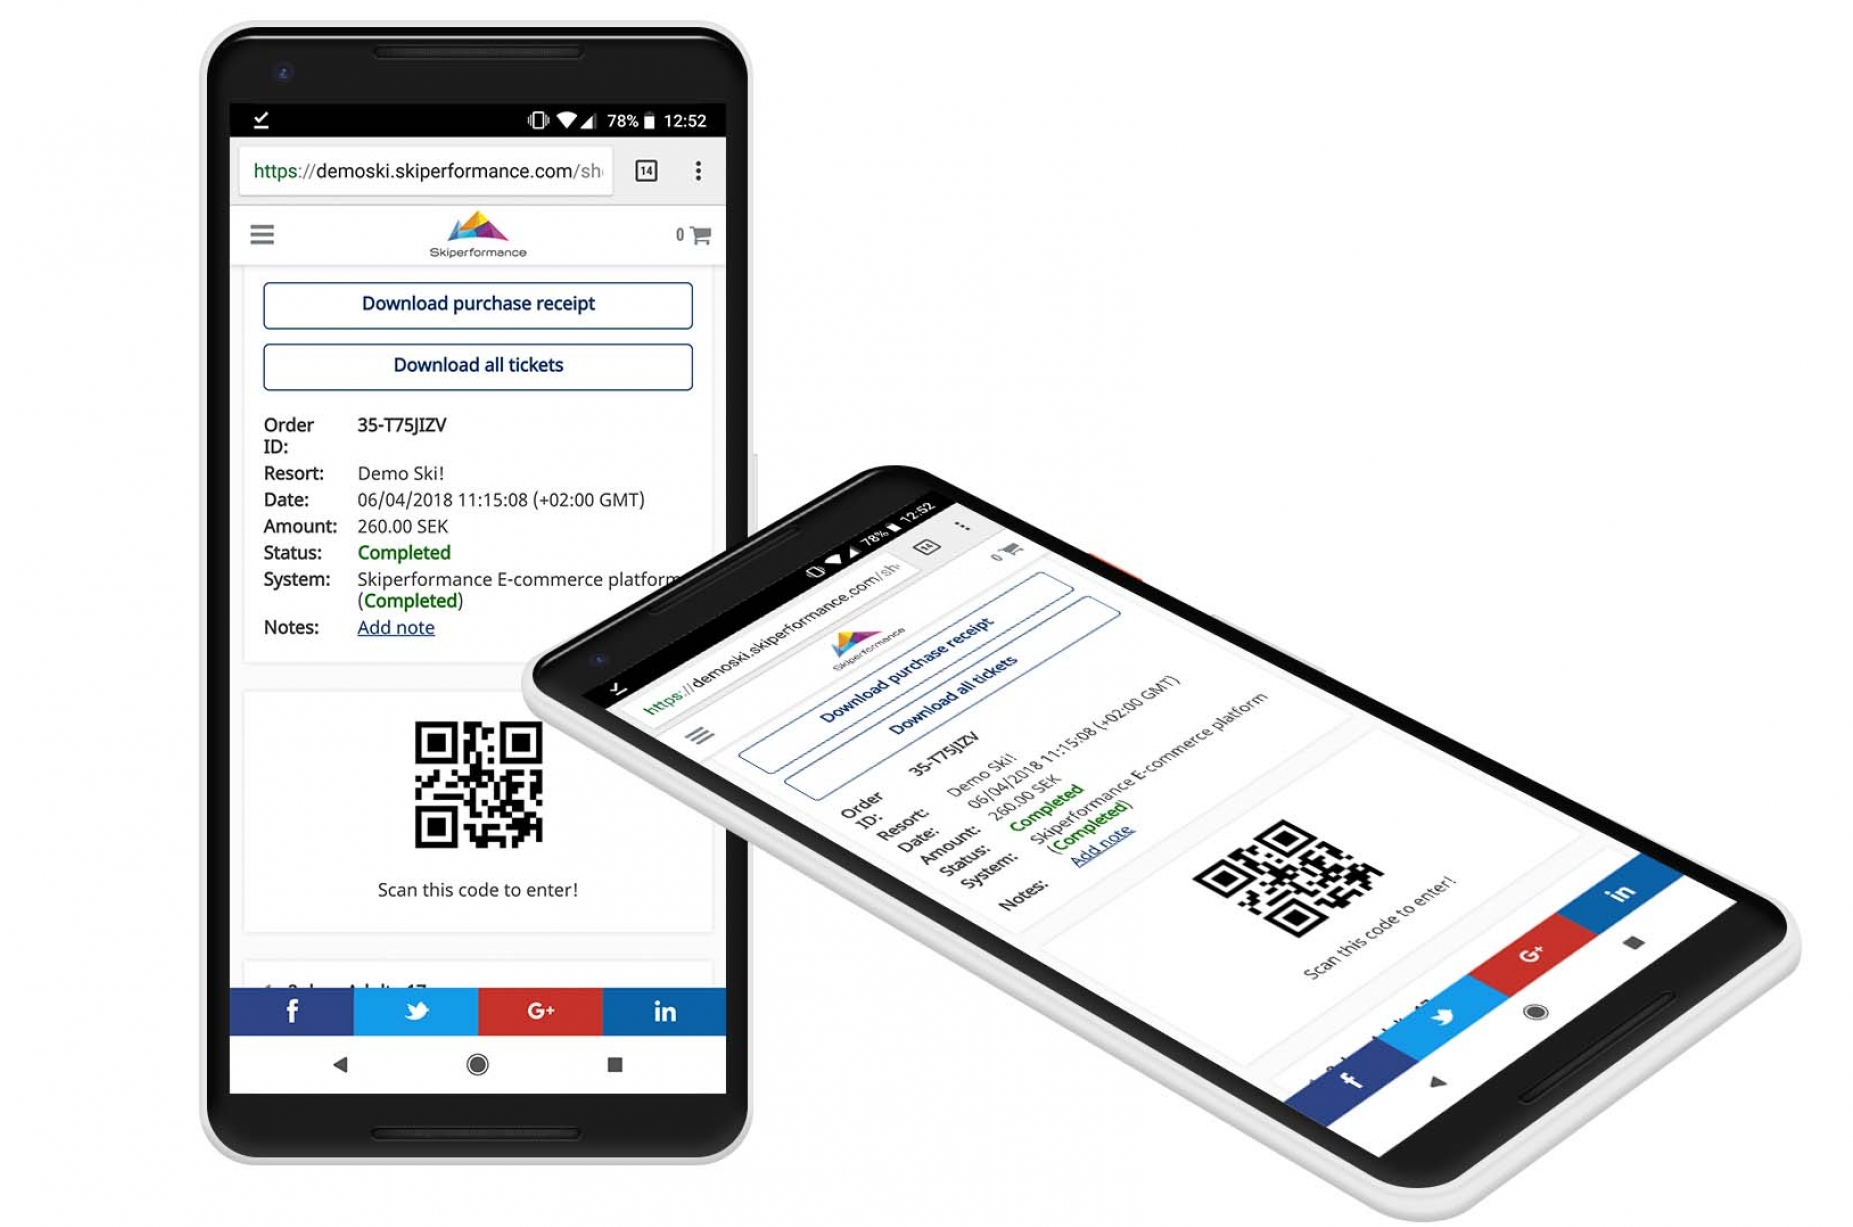 78% 12:52
https://demoski.skiperformance.com/sh
14
Skiperformance
0
Download purchase receipt
Download all tickets
Order ID: 35-T75JIZV
Resort: Demo Ski!
Date: 06/04/2018 11:15:08 (+02:00 GMT)
Amount: 260.00 SEK
Status: Completed
System: Skiperformance E-commerce platform
(Completed)
Notes: Add note
Scan this code to enter!
f G+ in
78% 12:52
https://demoski.skiperformance.com/sh
14
Skiperformance
0
Download purchase receipt
Download all tickets
Order ID: 35-T75JIZV
Resort: Demo Ski!
Date: 06/04/2018 11:15:08 (+02:00 GMT)
Amount: 260.00 SEK
Status: Completed
System: Skiperformance E-commerce platform
(Completed)
Notes: Add note
Scan this code to enter!
f G+ in